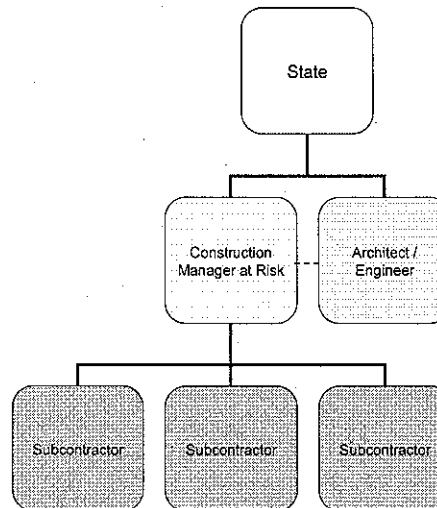 State
Construction
Manager at Risk
Architect /
Engineer
Subcontractor
Subcontractor
Subcontractor